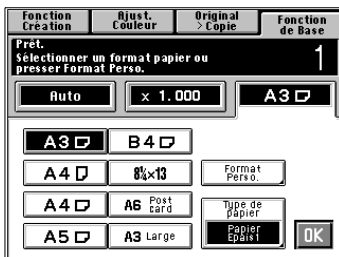 Fonction Création
Ajust. Couleur
Original > Copie
Fonction de Base
Prêt.
Sélectionner un format papier ou
presser Format Perso.
1
Auto
x 1.000
A3
A3
B4
A4
8¼×13
Format Perso.
A4
A6 Post card
Type de papier
Papier Epais1
A5
A3 Large
OK